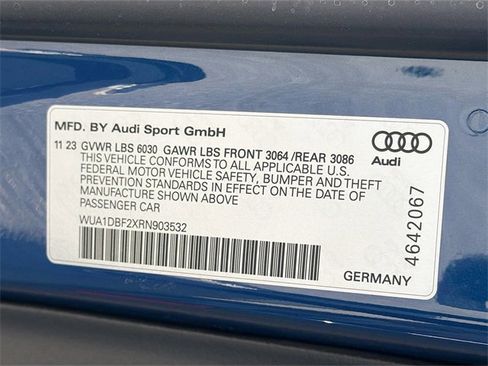 MFD. BY Audi Sport GmbH
11 23 GVWR LBS 6030 GAWR LBS FRONT 3064 /REAR 3086
THIS VEHICLE CONFORMS TO ALL APPLICABLE U.S.
FEDERAL MOTOR VEHICLE SAFETY, BUMPER AND THEFT
PREVENTION STANDARDS IN EFFECT ON THE DATE OF
MANUFACTURE SHOWN ABOVE
PASSENGER CAR
WUA1DBF2XRN903532
Audi
4642067
GERMANY